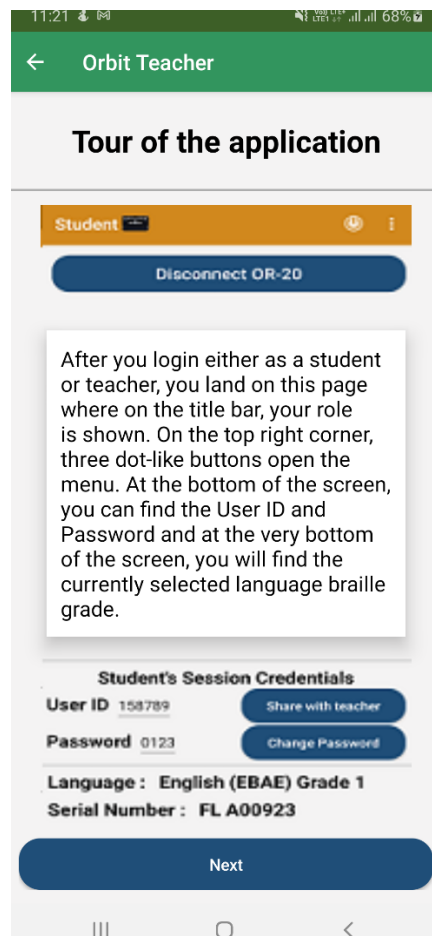 11:21 68%
Orbit Teacher
Tour of the application
Student
Disconnect OR-20
After you login either as a student
or teacher, you land on this page
where on the title bar, your role
is shown. On the top right corner,
three dot-like buttons open the
menu. At the bottom of the screen,
you can find the User ID and
Password and at the very bottom
of the screen, you will find the
currently selected language braille
grade.
Student's Session Credentials
User ID 158789 Share with teacher
Password 0123 Change Password
Language : English (EBAE) Grade 1
Serial Number : FL A00923
Next